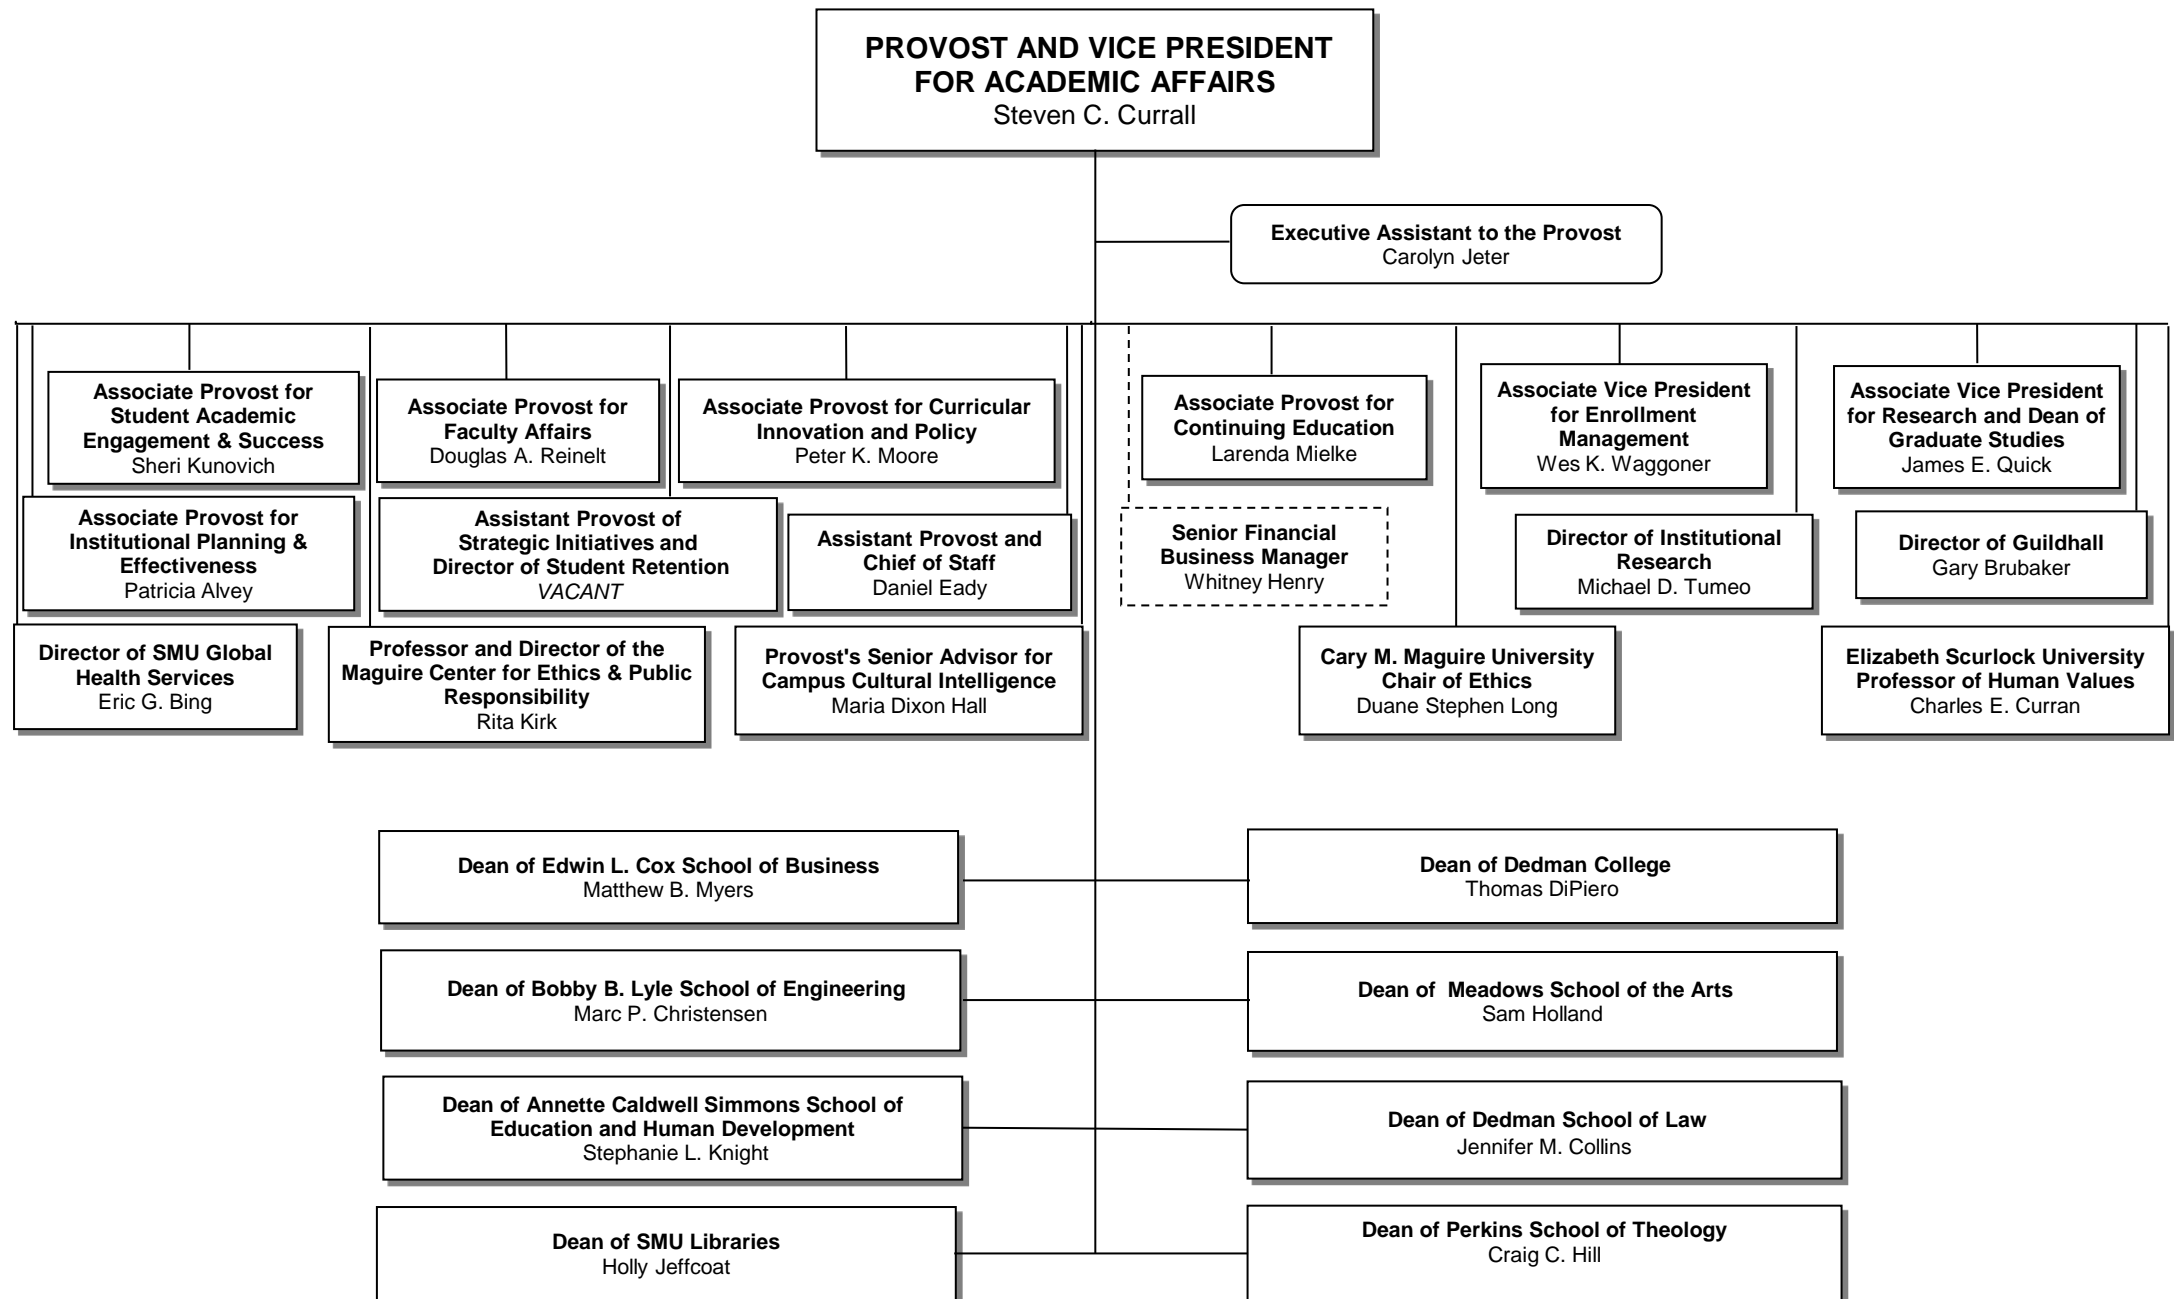 PROVOST AND VICE PRESIDENT
FOR ACADEMIC AFFAIRS
Steven C. Currall
Executive Assistant to the Provost
Carolyn Jeter
Associate Provost for
Student Academic
Engagement & Success
Sheri Kunovich
Associate Provost for
Faculty Affairs
Douglas A. Reinelt
Associate Provost for Curricular
Innovation and Policy
Peter K. Moore
Associate Provost for
Continuing Education
Larenda Mielke
Associate Vice President
for Enrollment
Management
Wes K. Waggoner
Associate Vice President
for Research and Dean of
Graduate Studies
James E. Quick
Associate Provost for
Institutional Planning &
Effectiveness
Patricia Alvey
Assistant Provost of
Strategic Initiatives and
Director of Student Retention
VACANT
Assistant Provost and
Chief of Staff
Daniel Eady
Senior Financial
Business Manager
Whitney Henry
Director of Institutional
Research
Michael D. Tumeo
Director of Guildhall
Gary Brubaker
Director of SMU Global
Health Services
Eric G. Bing
Professor and Director of the
Maguire Center for Ethics & Public
Responsibility
Rita Kirk
Provost's Senior Advisor for
Campus Cultural Intelligence
Maria Dixon Hall
Cary M. Maguire University
Chair of Ethics
Duane Stephen Long
Elizabeth Scurlock University
Professor of Human Values
Charles E. Curran
Dean of Edwin L. Cox School of Business
Matthew B. Myers
Dean of Dedman College
Thomas DiPiero
Dean of Bobby B. Lyle School of Engineering
Marc P. Christensen
Dean of  Meadows School of the Arts
Sam Holland
Dean of Annette Caldwell Simmons School of
Education and Human Development
Stephanie L. Knight
Dean of Dedman School of Law
Jennifer M. Collins
Dean of SMU Libraries
Holly Jeffcoat
Dean of Perkins School of Theology
Craig C. Hill